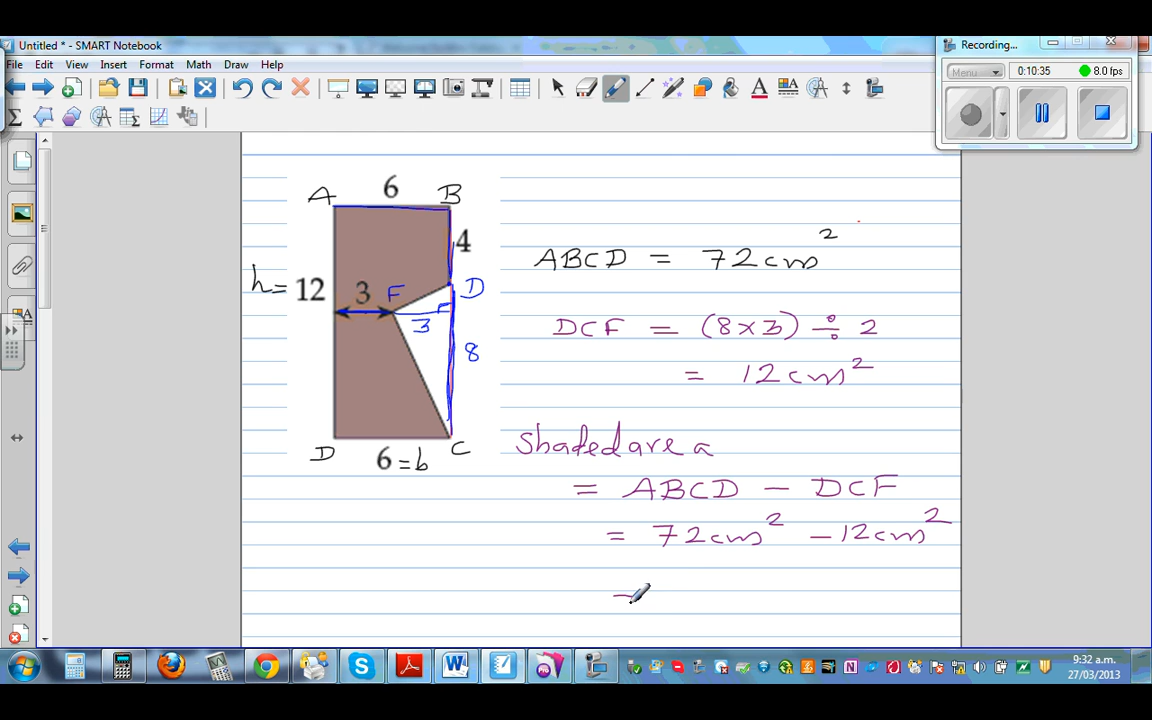 Untitled * - SMART Notebook
Recording...
File Edit View Insert Format Math Draw Help
Menu
0:10:35
8.0 fps
A 6 B
4
h= 12
3 F D
3
8
D 6 =b C
ABCD = 72cm²
DCF = (8×3) ÷ 2
= 12cm²
Shaded area
= ABCD − DCF
= 72cm² − 12cm²
9:32 a.m.
27/03/2013